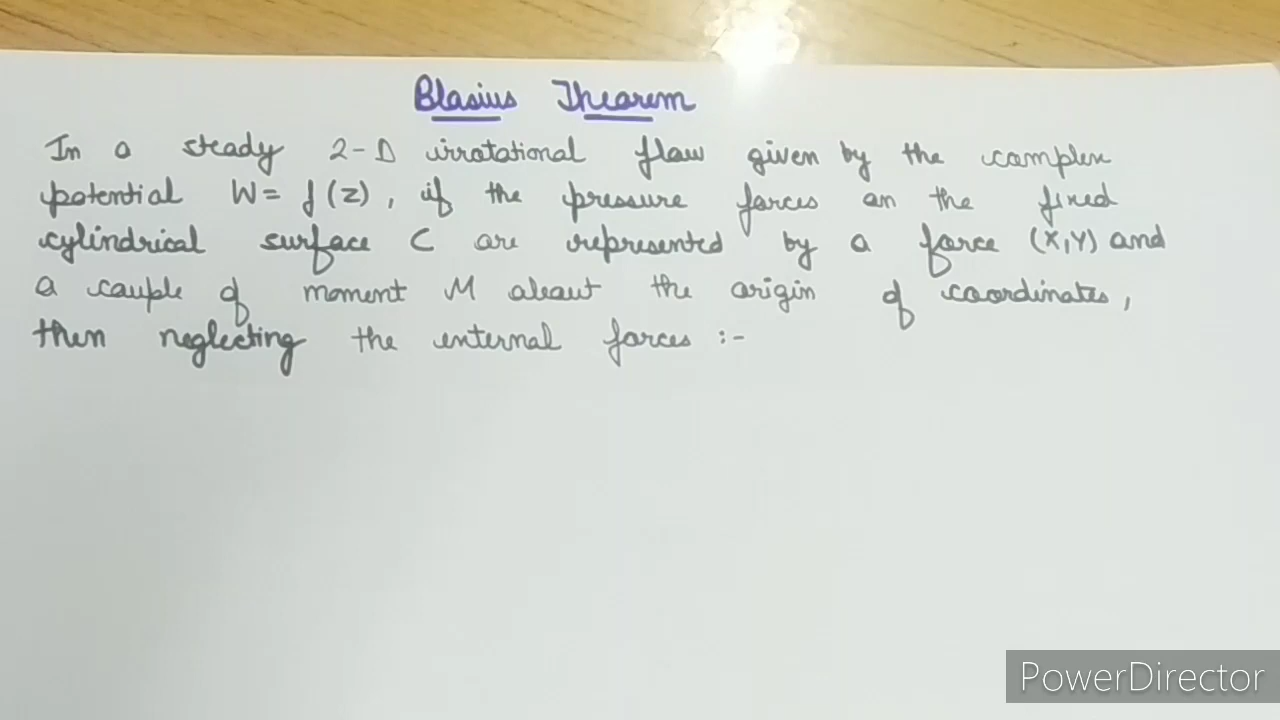 Blasius Theorem
In a steady 2-D irrotational flow given by the complex
potential W = f(z), if the pressure forces on the fixed
cylindrical surface C are represented by a force (X,Y) and
a couple of moment M about the origin of coordinates,
then neglecting the external forces :-
PowerDirector